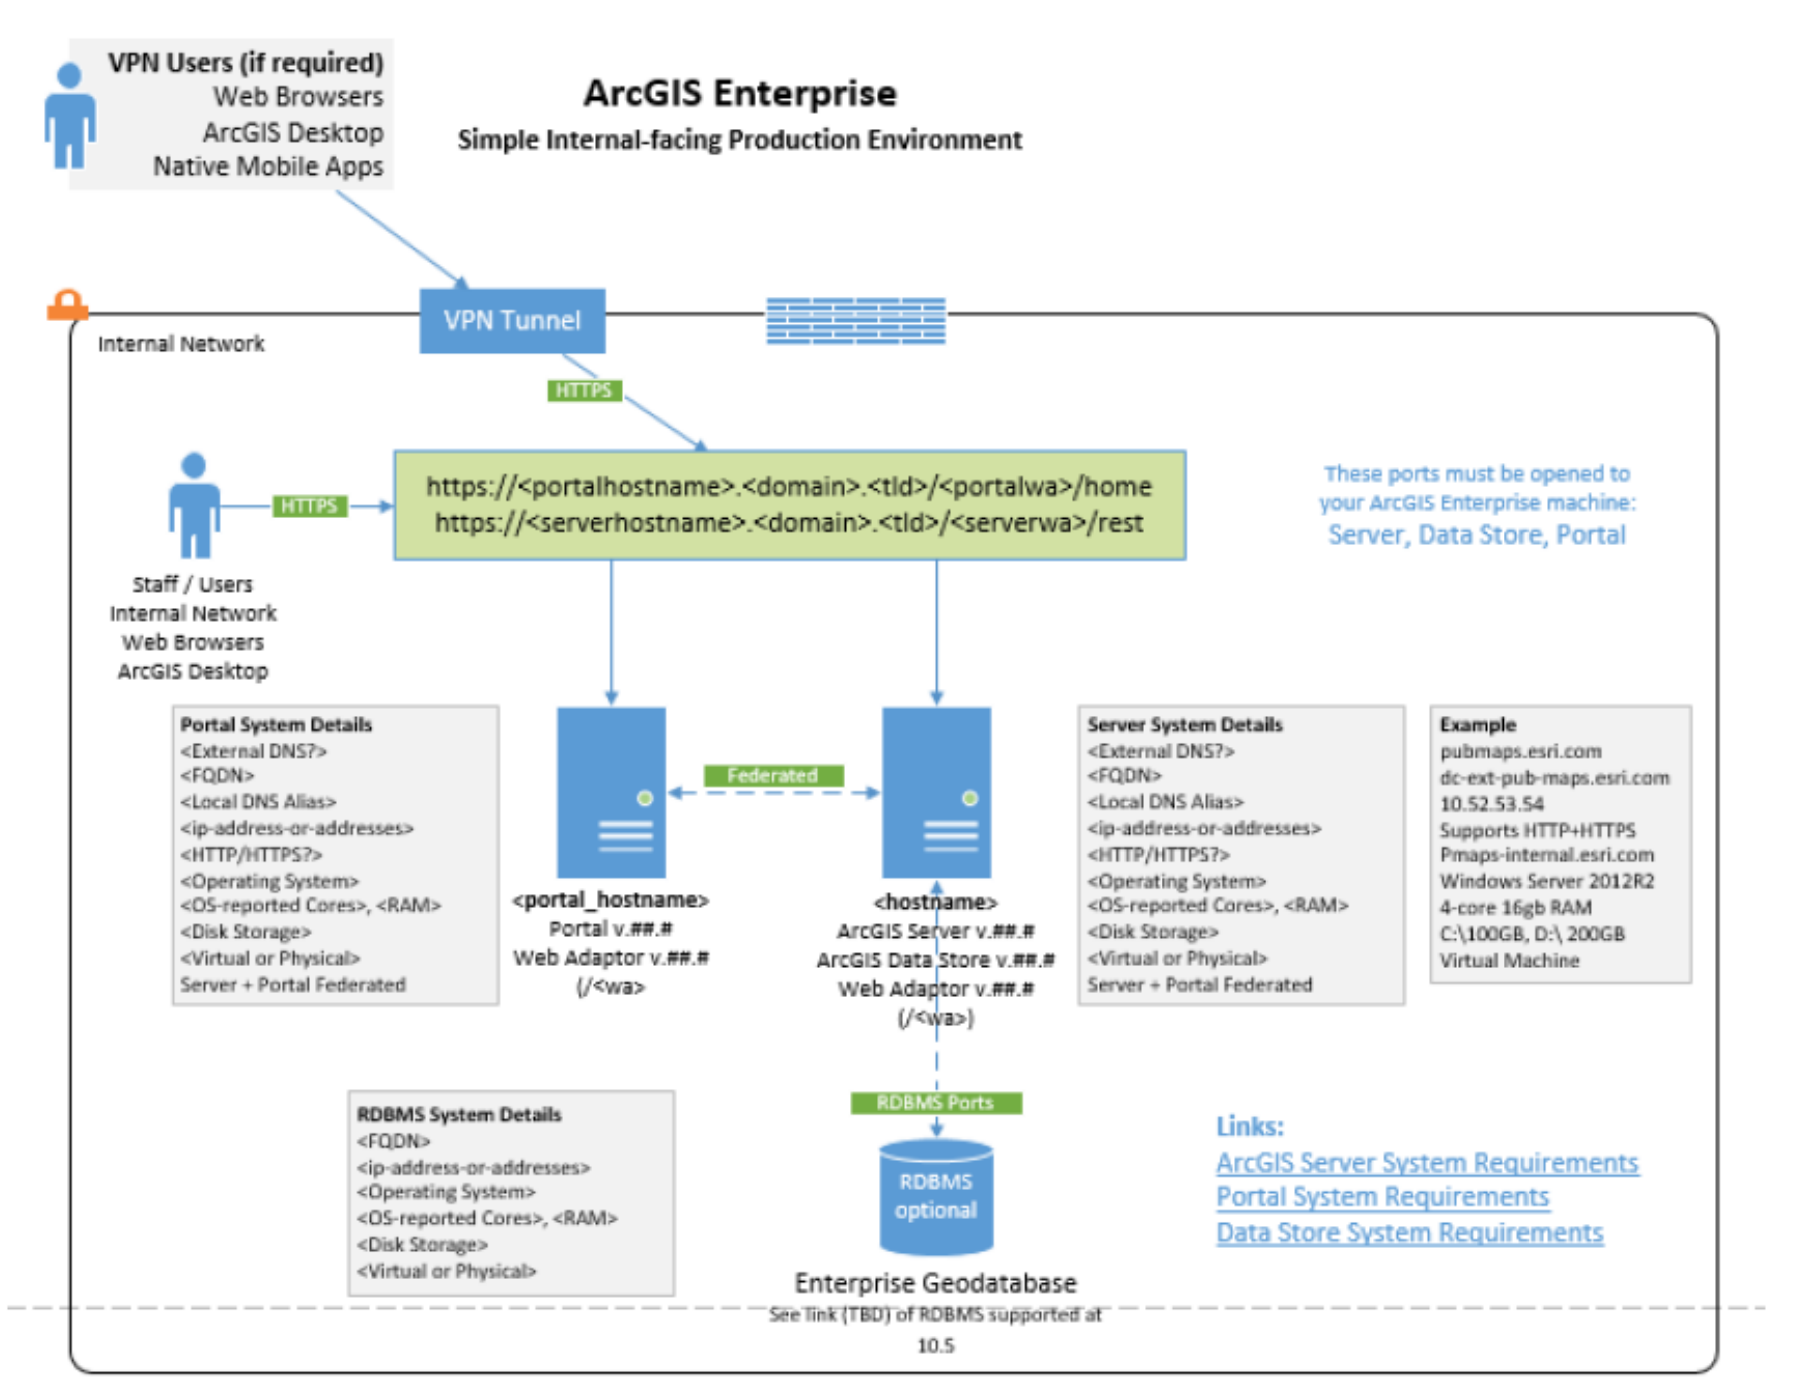 VPN Users (if required)
Web Browsers
ArcGIS Desktop
Native Mobile Apps
ArcGIS Enterprise
Simple Internal-facing Production Environment
VPN Tunnel
Internal Network
HTTPS
https://<portalhostname>.<domain>.<tld>/<portalwa>/home
https://<serverhostname>.<domain>.<tld>/<serverwa>/rest
HTTPS
These ports must be opened to
your ArcGIS Enterprise machine:
Server, Data Store, Portal
Staff / Users
Internal Network
Web Browsers
ArcGIS Desktop
Portal System Details
<External DNS?>
<FQDN>
<Local DNS Alias>
<ip-address-or-addresses>
<HTTP/HTTPS?>
<Operating System>
<OS-reported Cores>, <RAM>
<Disk Storage>
<Virtual or Physical>
Server + Portal Federated
Federated
<portal_hostname>
Portal v.##.#
Web Adaptor v.##.#
(/<wa>
<hostname>
ArcGIS Server v.##.#
ArcGIS Data Store v.##.#
Web Adaptor v.##.#
(/<wa>)
Server System Details
<External DNS?>
<FQDN>
<Local DNS Alias>
<ip-address-or-addresses>
<HTTP/HTTPS?>
<Operating System>
<OS-reported Cores>, <RAM>
<Disk Storage>
<Virtual or Physical>
Server + Portal Federated
Example
pubmaps.esri.com
dc-ext-pub-maps.esri.com
10.52.53.54
Supports HTTP+HTTPS
Pmaps-internal.esri.com
Windows Server 2012R2
4-core 16gb RAM
C:\100GB, D:\ 200GB
Virtual Machine
RDBMS System Details
<FQDN>
<ip-address-or-addresses>
<Operating System>
<OS-reported Cores>, <RAM>
<Disk Storage>
<Virtual or Physical>
RDBMS Ports
RDBMS
optional
Enterprise Geodatabase
See link (TBD) of RDBMS supported at
10.5
Links:
ArcGIS Server System Requirements
Portal System Requirements
Data Store System Requirements